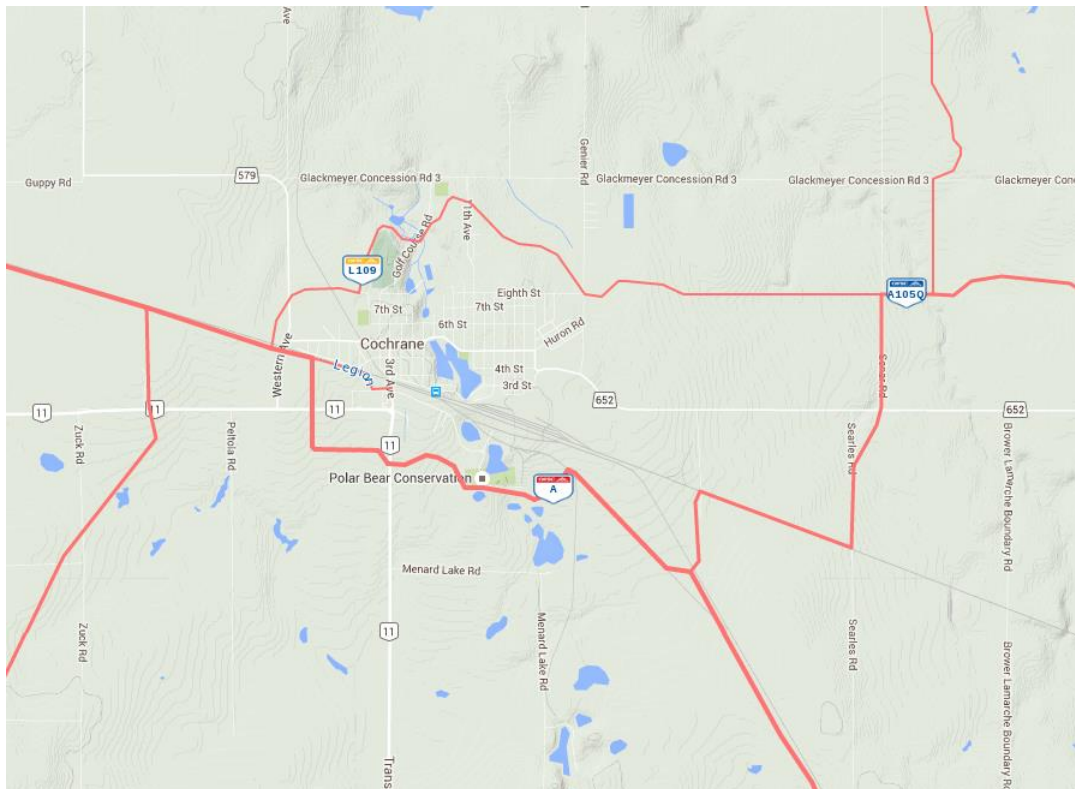 Ave
579
Guppy Rd
Glackmeyer Concession Rd 3
Genier Rd
Glackmeyer Concession Rd 3
Glackmeyer Concession Rd 3
Glackmeyer Conc
11th Ave
Golf Course Rd
L109
A105Q
Eighth St
7th St
7th St
6th St
Huron Rd
Cochrane
Western Ave
Legion
3rd Ave
4th St
3rd St
11
11
11
652
652
Zuck Rd
Peltola Rd
11
Searles Rd
Brower Lamarche Boundary Rd
Polar Bear Conservation
A
Menard Lake Rd
11
Zuck Rd
Menard Lake Rd
Searles Rd
Brower Lamarche Bou
Trans